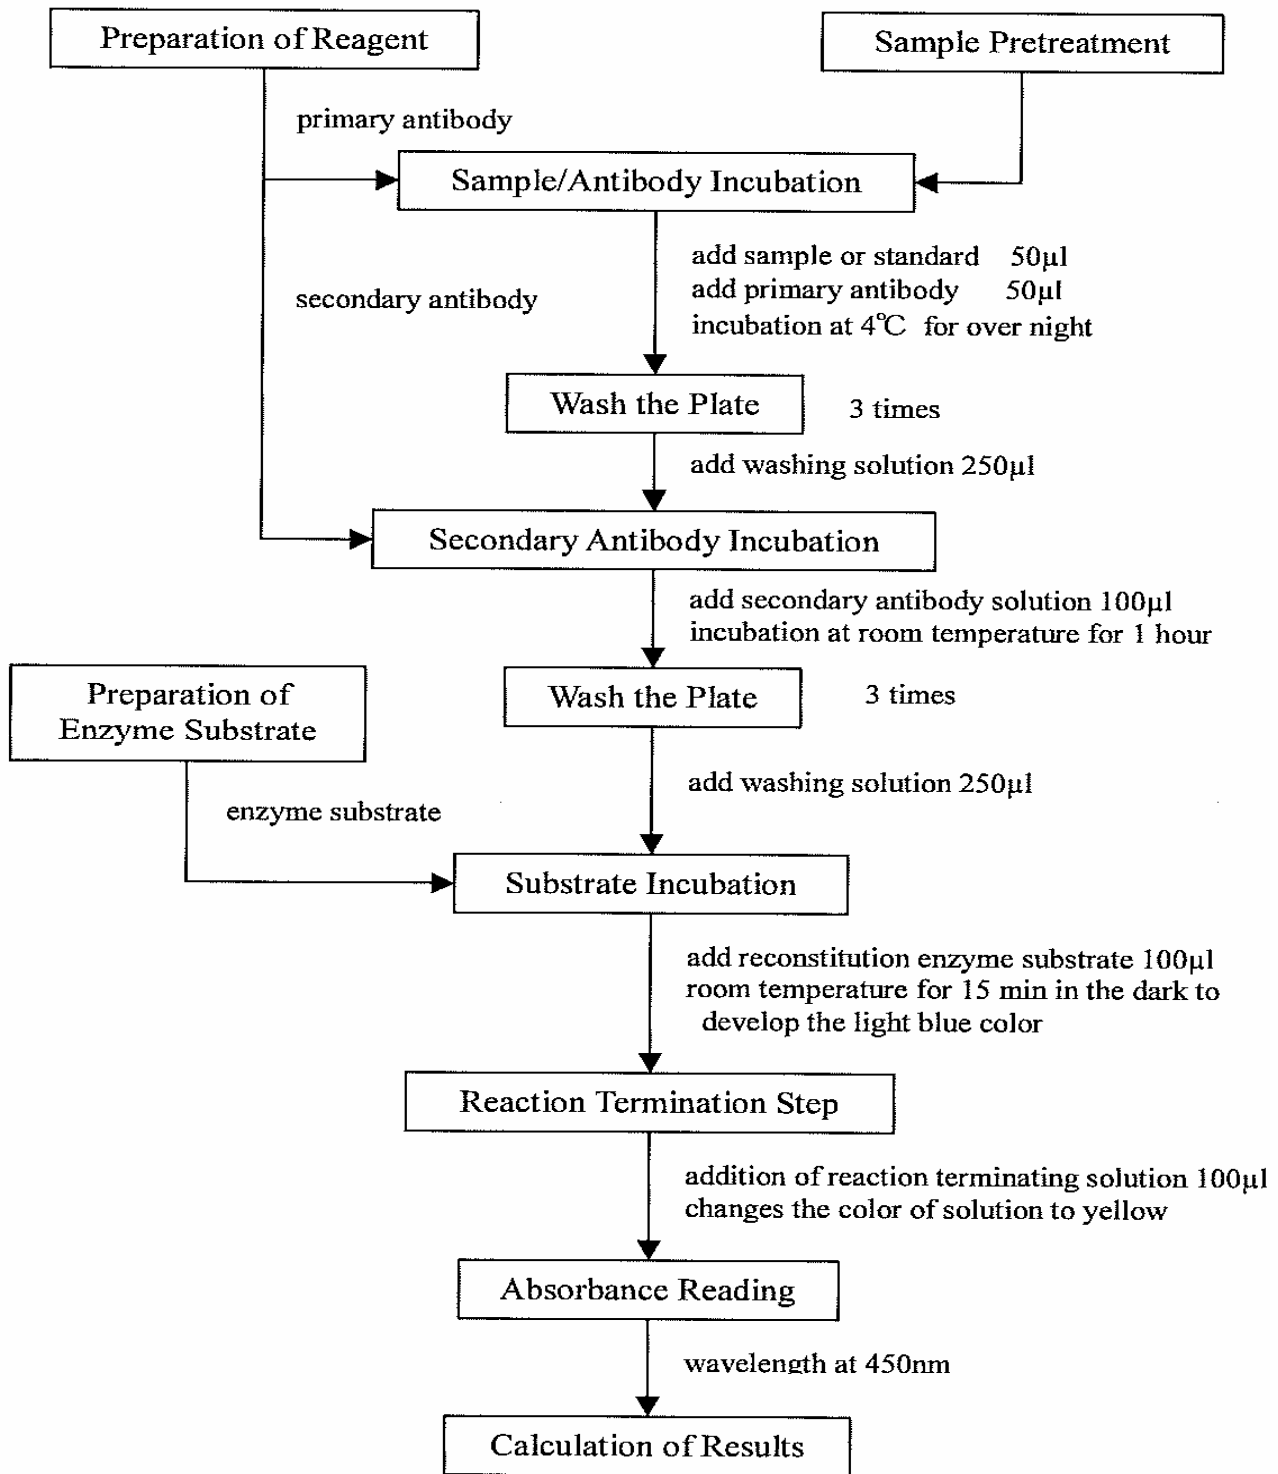 Preparation of Reagent
Sample Pretreatment
primary antibody
Sample/Antibody Incubation
add sample or standard 50µl
add primary antibody 50µl
incubation at 4℃ for over night
secondary antibody
Wash the Plate
3 times
add washing solution 250µl
Secondary Antibody Incubation
add secondary antibody solution 100µl
incubation at room temperature for 1 hour
Preparation of
Enzyme Substrate
Wash the Plate
3 times
add washing solution 250µl
enzyme substrate
Substrate Incubation
add reconstitution enzyme substrate 100µl
room temperature for 15 min in the dark to
develop the light blue color
Reaction Termination Step
addition of reaction terminating solution 100µl
changes the color of solution to yellow
Absorbance Reading
wavelength at 450nm
Calculation of Results